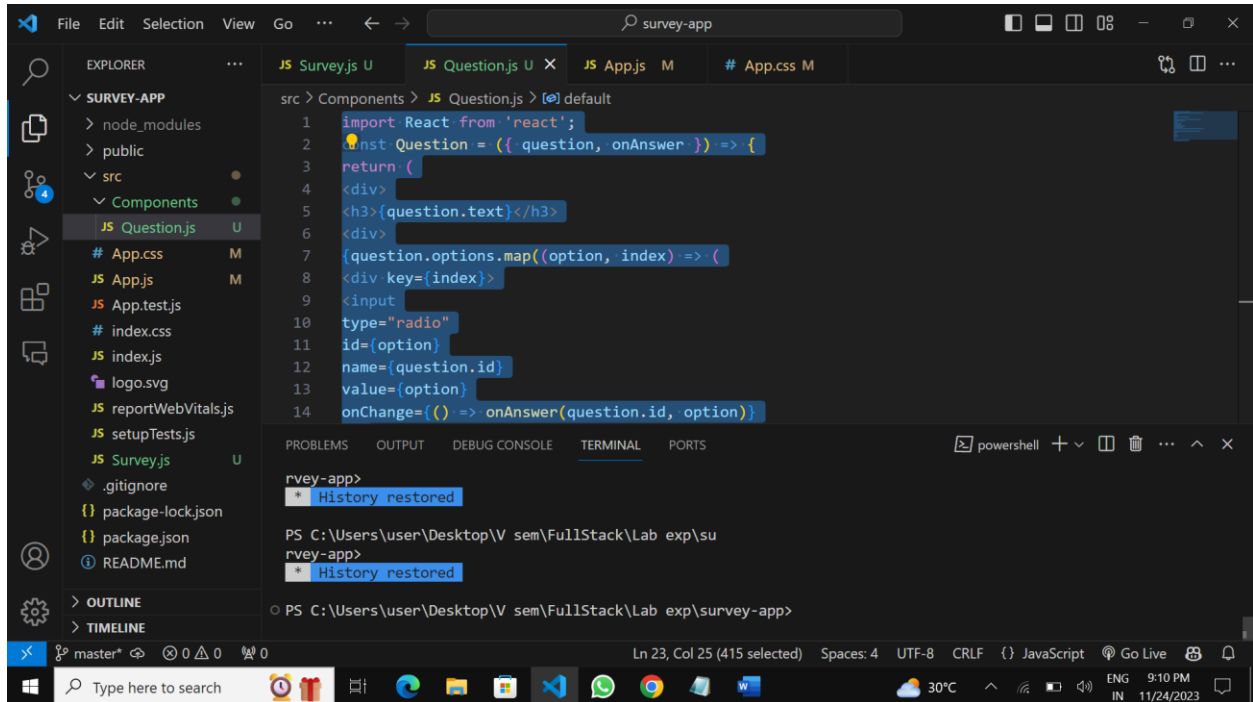 File Edit Selection View Go ··· survey-app
EXPLORER ···
SURVEY-APP
node_modules
public
src
Components
JS Question.js U
# App.css M
JS App.js M
JS App.test.js
# index.css
JS index.js
logo.svg
JS reportWebVitals.js
JS setupTests.js
JS Survey.js U
.gitignore
{} package-lock.json
{} package.json
README.md
OUTLINE
TIMELINE
4
JS Survey.js U JS Question.js U JS App.js M # App.css M
src > Components > JS Question.js > default
1 import React from 'react';
2 nst Question = ({ question, onAnswer }) => {
3 return (
4 <div>
5 <h3>{question.text}</h3>
6 <div>
7 {question.options.map((option, index) => (
8 <div key={index}>
9 <input
10 type="radio"
11 id={option}
12 name={question.id}
13 value={option}
14 onChange={() => onAnswer(question.id, option)}
PROBLEMS OUTPUT DEBUG CONSOLE TERMINAL PORTS powershell
rvey-app>
* History restored
PS C:\Users\user\Desktop\V sem\FullStack\Lab exp\su
rvey-app>
* History restored
PS C:\Users\user\Desktop\V sem\FullStack\Lab exp\survey-app>
master* 0 0 0 Ln 23, Col 25 (415 selected) Spaces: 4 UTF-8 CRLF {} JavaScript Go Live
Type here to search 30°C ENG 9:10 PM
IN 11/24/2023